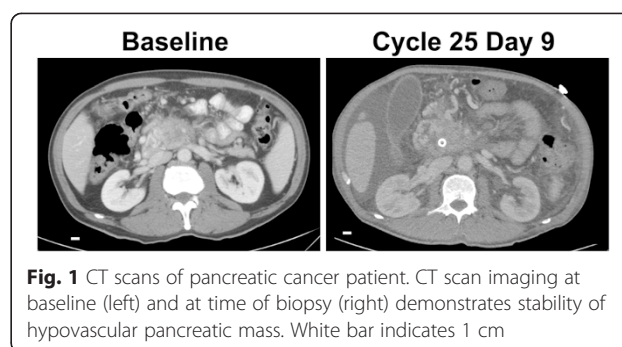 Baseline
Cycle 25 Day 9
Fig. 1 CT scans of pancreatic cancer patient. CT scan imaging at
baseline (left) and at time of biopsy (right) demonstrates stability of
hypovascular pancreatic mass. White bar indicates 1 cm